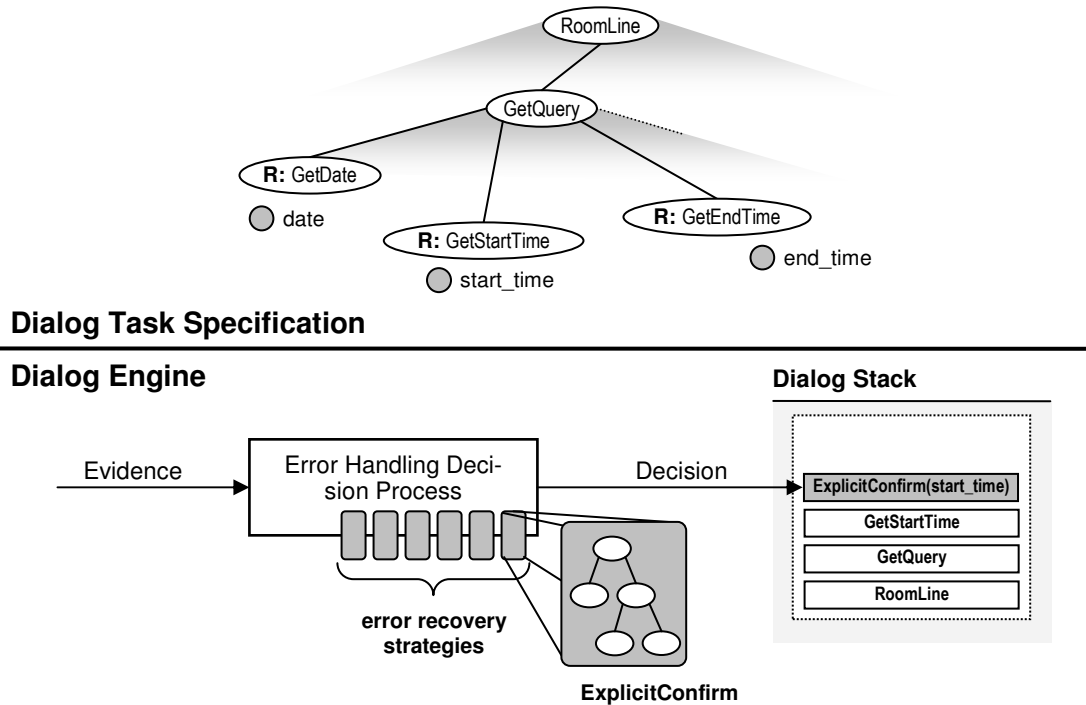 RoomLine
GetQuery
R: GetDate
date
R: GetStartTime
start_time
R: GetEndTime
end_time
Dialog Task Specification
Dialog Engine
Dialog Stack
Evidence
Error Handling Deci-
sion Process
Decision
ExplicitConfirm(start_time)
GetStartTime
GetQuery
RoomLine
error recovery
strategies
ExplicitConfirm